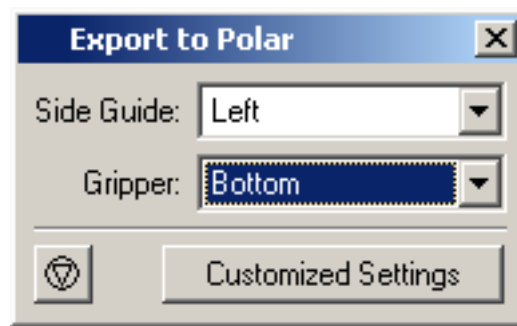 Export to Polar
Side Guide: Left
Gripper: Bottom
Customized Settings